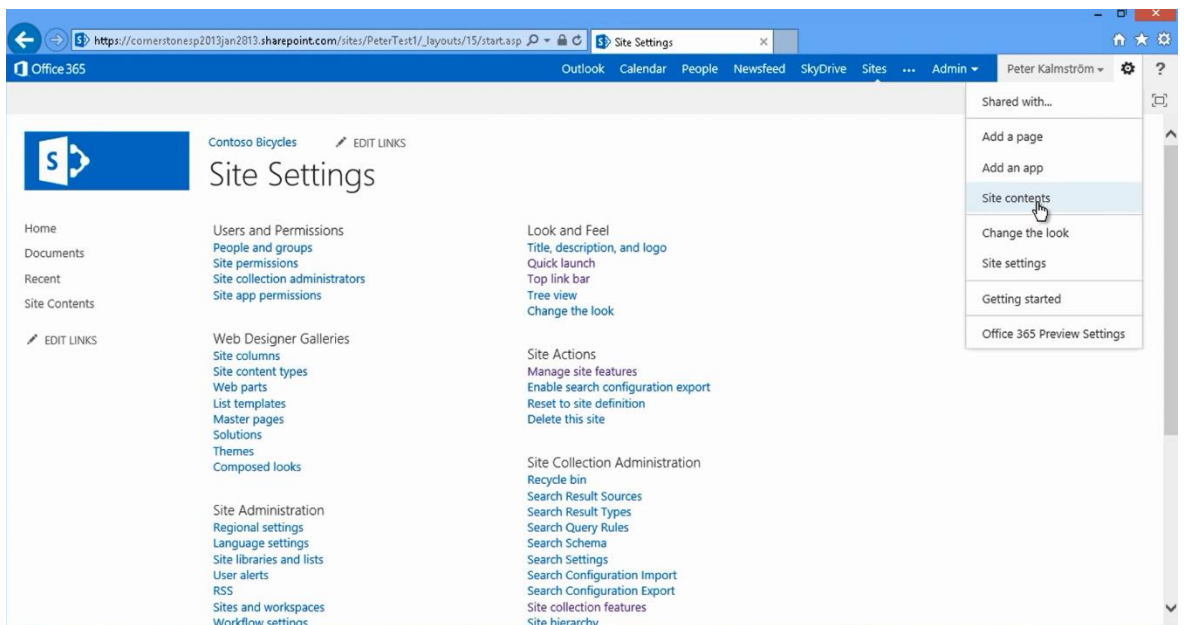 https://cornerstonesp2013jan2813.sharepoint.com/sites/PeterTest1/_layouts/15/start.asp
Site Settings
Office 365
Outlook Calendar People Newsfeed SkyDrive Sites ... Admin Peter Kalmström ?
Shared with...
Add a page
Add an app
Site contents
Change the look
Site settings
Getting started
Office 365 Preview Settings
S
Contoso Bicycles EDIT LINKS
Site Settings
Home
Documents
Recent
Site Contents
EDIT LINKS
Users and Permissions
People and groups
Site permissions
Site collection administrators
Site app permissions
Web Designer Galleries
Site columns
Site content types
Web parts
List templates
Master pages
Solutions
Themes
Composed looks
Site Administration
Regional settings
Language settings
Site libraries and lists
User alerts
RSS
Sites and workspaces
Workflow settings
Look and Feel
Title, description, and logo
Quick launch
Top link bar
Tree view
Change the look
Site Actions
Manage site features
Enable search configuration export
Reset to site definition
Delete this site
Site Collection Administration
Recycle bin
Search Result Sources
Search Result Types
Search Query Rules
Search Schema
Search Settings
Search Configuration Import
Search Configuration Export
Site collection features
Site hierarchy